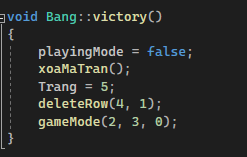 void Bang::victory()
{
playingMode = false;
xoaMaTran();
Trang = 5;
deleteRow(4, 1);
gameMode(2, 3, 0);
}